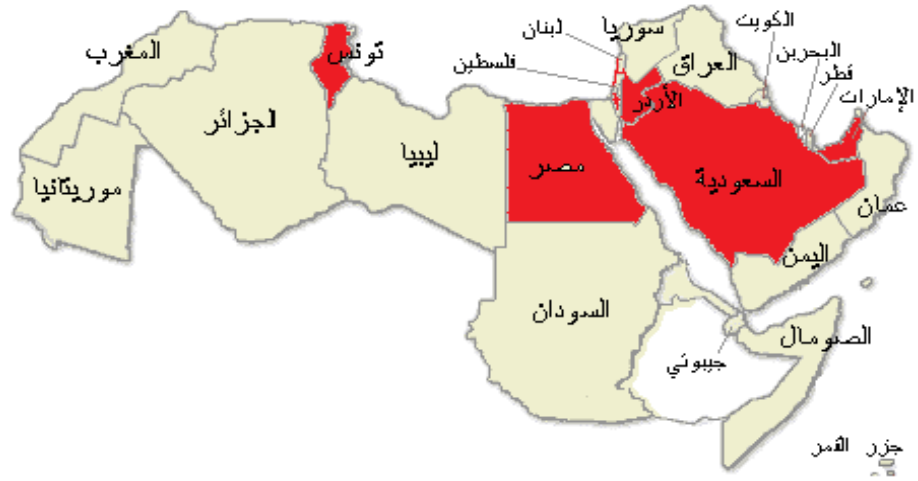 المغرب
الجزائر
تونس
ليبيا
موريتانيا
مصر
السودان
لبنان
فلسطين
سوريا
الأردن
العراق
الكويت
البحرين
قطر
الإمارات
السعودية
عمان
اليمن
الصومال
جيبوتي
جزر القمر